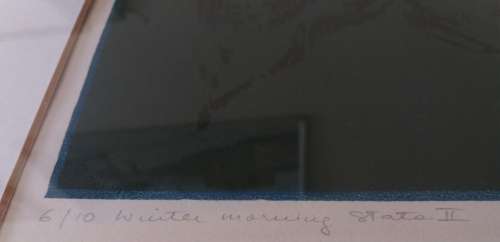 6/10 Winter morning State II